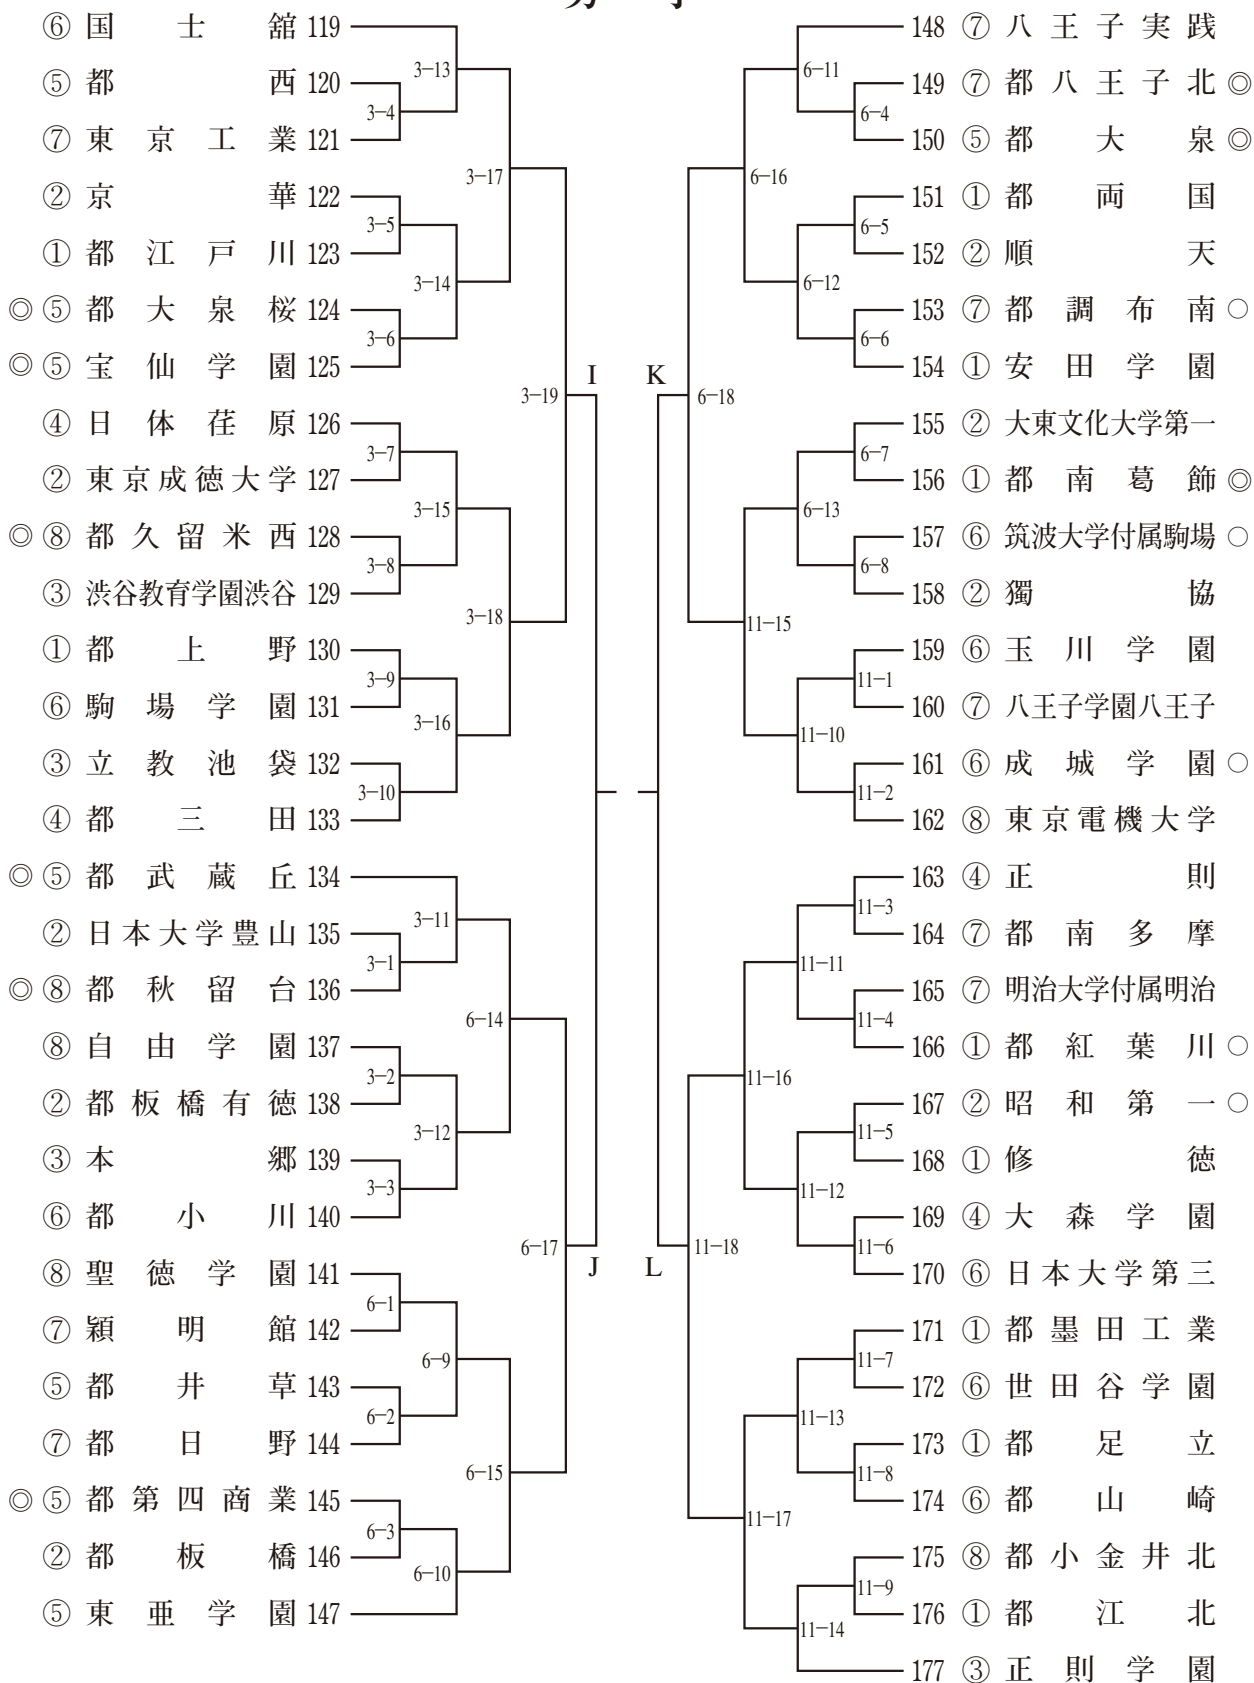 ⑥ 国士舘 119
⑤ 都西 120
⑦ 東京工業 121
② 京華 122
① 都江戸川 123
◎ ⑤ 都大泉桜 124
◎ ⑤ 宝仙学園 125
④ 日体荏原 126
② 東京成徳大学 127
◎ ⑧ 都久留米西 128
③ 渋谷教育学園渋谷 129
① 都上野 130
⑥ 駒場学園 131
③ 立教池袋 132
④ 都三田 133
◎ ⑤ 都武蔵丘 134
② 日本大学豊山 135
◎ ⑧ 都秋留台 136
⑧ 自由学園 137
② 都板橋有徳 138
③ 本郷 139
⑥ 都小川 140
⑧ 聖徳学園 141
⑦ 穎明館 142
⑤ 都井草 143
⑦ 都日野 144
◎ ⑤ 都第四商業 145
② 都板橋 146
⑤ 東亜学園 147
3-13
3-4
3-17
3-5
3-14
3-6
3-19
I
3-7
3-15
3-8
3-18
3-9
3-16
3-10
3-11
3-1
6-14
3-2
3-12
3-3
6-17
J
6-1
6-9
6-2
6-15
6-3
6-10
K
6-11
6-4
6-16
6-5
6-12
6-6
6-18
6-7
6-13
6-8
11-15
11-1
11-10
11-2
11-3
11-11
11-4
11-16
11-5
11-12
11-6
L
11-18
11-7
11-13
11-8
11-17
11-9
11-14
148 ⑦ 八王子実践
149 ⑦ 都八王子北 ◎
150 ⑤ 都大泉 ◎
151 ① 都両国
152 ② 順天
153 ⑦ 都調布南 ○
154 ① 安田学園
155 ② 大東文化大学第一
156 ① 都南葛飾 ◎
157 ⑥ 筑波大学付属駒場 ○
158 ② 獨協
159 ⑥ 玉川学園
160 ⑦ 八王子学園八王子
161 ⑥ 成城学園 ○
162 ⑧ 東京電機大学
163 ④ 正則
164 ⑦ 都南多摩
165 ⑦ 明治大学付属明治
166 ① 都紅葉川 ○
167 ② 昭和第一 ○
168 ① 修徳
169 ④ 大森学園
170 ⑥ 日本大学第三
171 ① 都墨田工業
172 ⑥ 世田谷学園
173 ① 都足立
174 ⑥ 都山崎
175 ⑧ 都小金井北
176 ① 都江北
177 ③ 正則学園